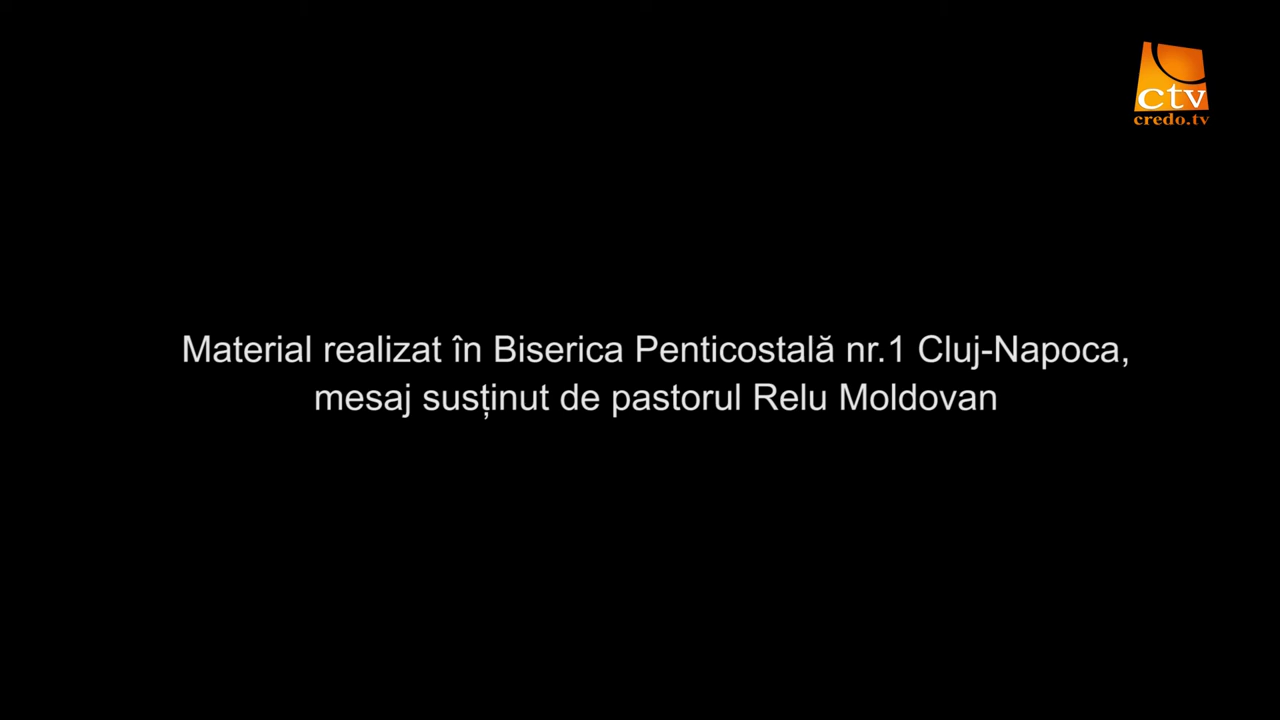 ctv
credo.tv
Material realizat în Biserica Penticostală nr.1 Cluj-Napoca,
mesaj susținut de pastorul Relu Moldovan